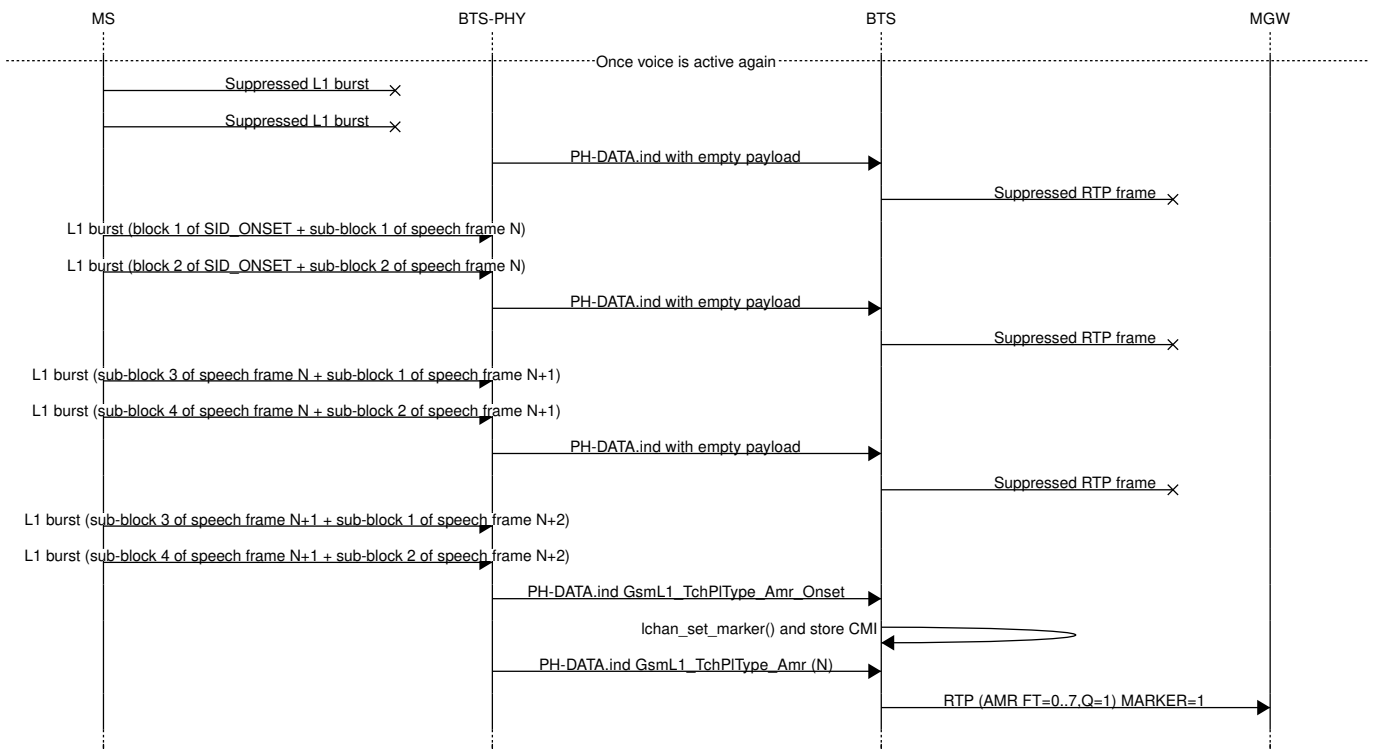 MS BTS-PHY BTS MGW
Once voice is active again
Suppressed L1 burst
Suppressed L1 burst
PH-DATA.ind with empty payload
Suppressed RTP frame
L1 burst (block 1 of SID_ONSET + sub-block 1 of speech frame N)
L1 burst (block 2 of SID_ONSET + sub-block 2 of speech frame N)
PH-DATA.ind with empty payload
Suppressed RTP frame
L1 burst (sub-block 3 of speech frame N + sub-block 1 of speech frame N+1)
L1 burst (sub-block 4 of speech frame N + sub-block 2 of speech frame N+1)
PH-DATA.ind with empty payload
Suppressed RTP frame
L1 burst (sub-block 3 of speech frame N+1 + sub-block 1 of speech frame N+2)
L1 burst (sub-block 4 of speech frame N+1 + sub-block 2 of speech frame N+2)
PH-DATA.ind GsmL1_TchPlType_Amr_Onset
lchan_set_marker() and store CMI
PH-DATA.ind GsmL1_TchPlType_Amr (N)
RTP (AMR FT=0..7,Q=1) MARKER=1